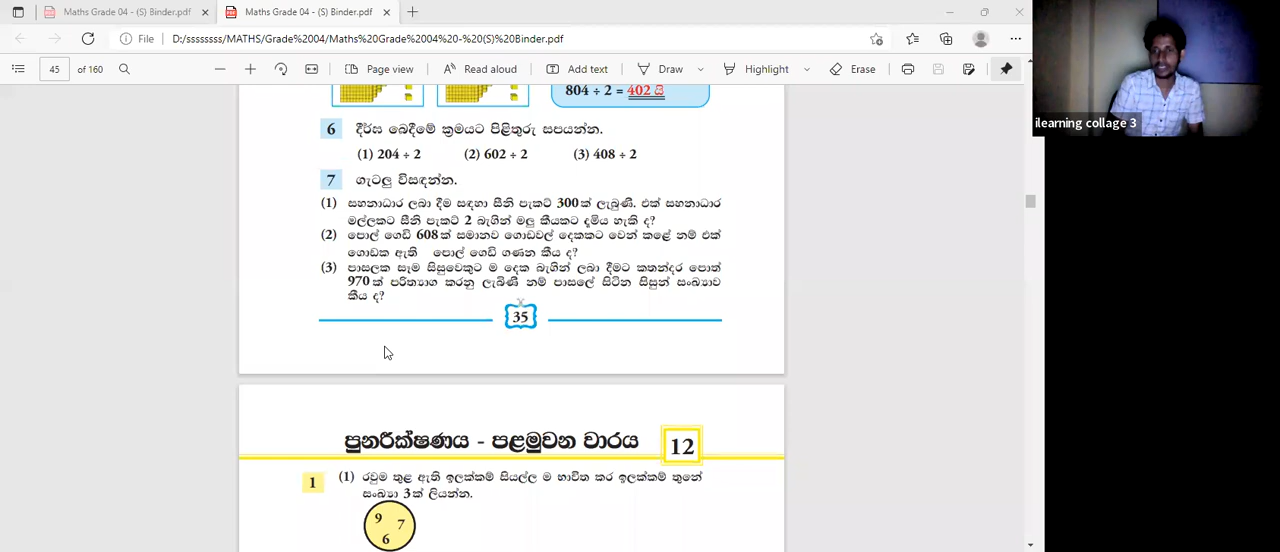 Maths Grade 04 - (S) Binder.pdf
Maths Grade 04 - (S) Binder.pdf
File
D:/ssssssss/MATHS/Grade%2004/Maths%20Grade%2004%20-%20(S)%20Binder.pdf
45 of 160
Page view
Read aloud
Add text
Draw
Highlight
Erase
ilearning collage 3
804 ÷ 2 = 402 යි
6 දීර්ඝ බෙදීමේ ක්‍රමයට පිළිතුරු සපයන්න.
(1) 204 ÷ 2 (2) 602 ÷ 2 (3) 408 ÷ 2
7 ගැටලු විසඳන්න.
(1) සහනාධාර ලබා දීම සඳහා සීනි පැකට් 300ක් ලැබුණි. එක් සහනාධාර
මල්ලකට සීනි පැකට් 2 බැගින් මලු කීයකට දැමිය හැකි ද?
(2) පොල් ගෙඩි 608ක් සමානව ගොඩවල් දෙකකට වෙන් කළේ නම් එක්
ගොඩක ඇති පොල් ගෙඩි ගණන කීය ද?
(3) පාසලක සෑම සිසුවෙකුට ම දෙක බැගින් ලබා දීමට කතන්දර පොත්
970ක් පරිත්‍යාග කරනු ලැබිණී නම් පාසලේ සිටින සිසුන් සංඛ්‍යාව
කීය ද?
35
පුනරීක්ෂණය - පළමුවන වාරය 12
1 (1) රවුම තුළ ඇති ඉලක්කම් සියල්ල ම භාවිත කර ඉලක්කම් තුනේ
සංඛ්‍යා 3ක් ලියන්න.
9 7
6